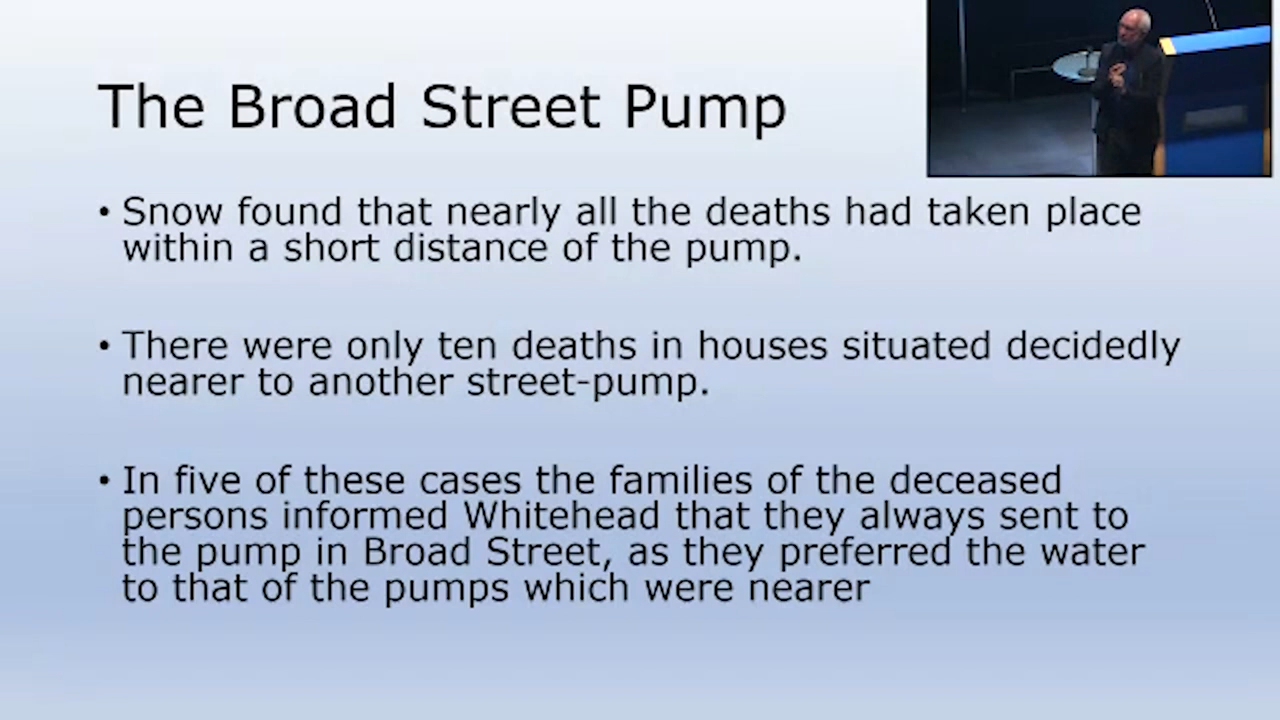 The Broad Street Pump
• Snow found that nearly all the deaths had taken place
within a short distance of the pump.
• There were only ten deaths in houses situated decidedly
nearer to another street-pump.
• In five of these cases the families of the deceased
persons informed Whitehead that they always sent to
the pump in Broad Street, as they preferred the water
to that of the pumps which were nearer